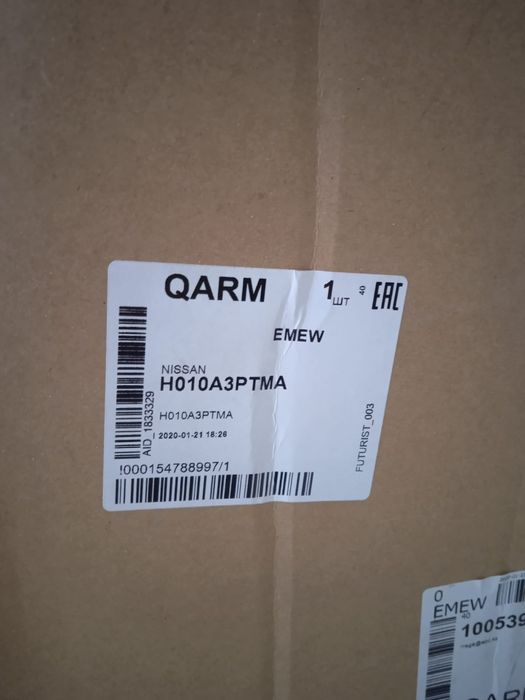 QARM 1 шт 40 EAC
EMEW
NISSAN
H010A3PTMA
H010A3PTMA
AID_1833329
I 2020-01-21 18:26
FUTURIST_003
!000154788997/1
0
EMEW
40
100539